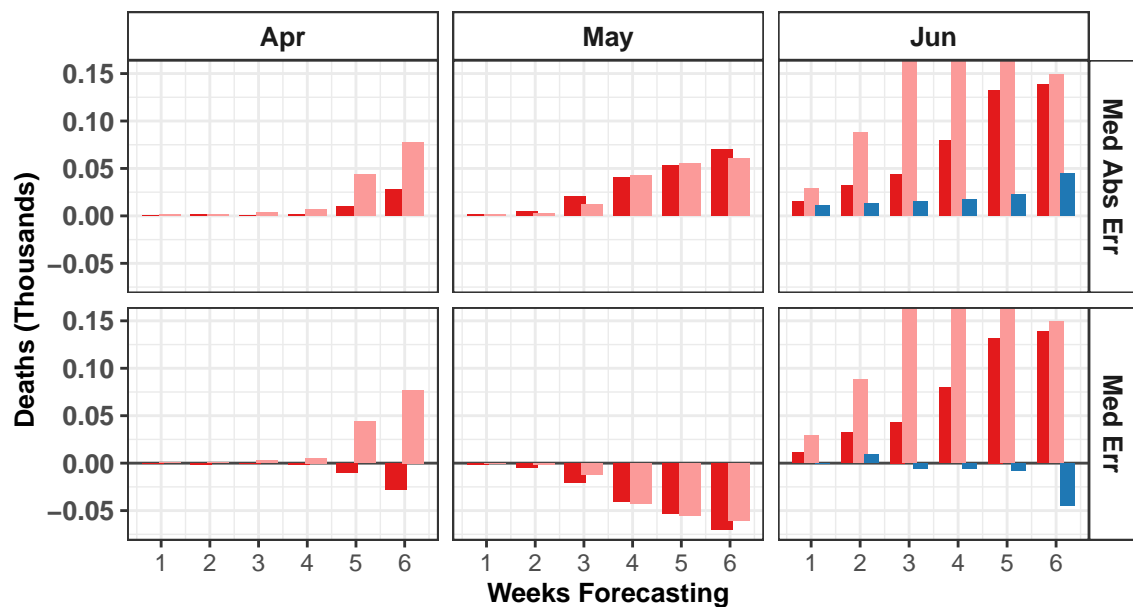 Apr May Jun
0.15
0.10
0.05
0.00
−0.05
Med Abs Err
0.15
0.10
0.05
0.00
−0.05
Med Err
Deaths (Thousands)
1 2 3 4 5 6 1 2 3 4 5 6 1 2 3 4 5 6
Weeks Forecasting